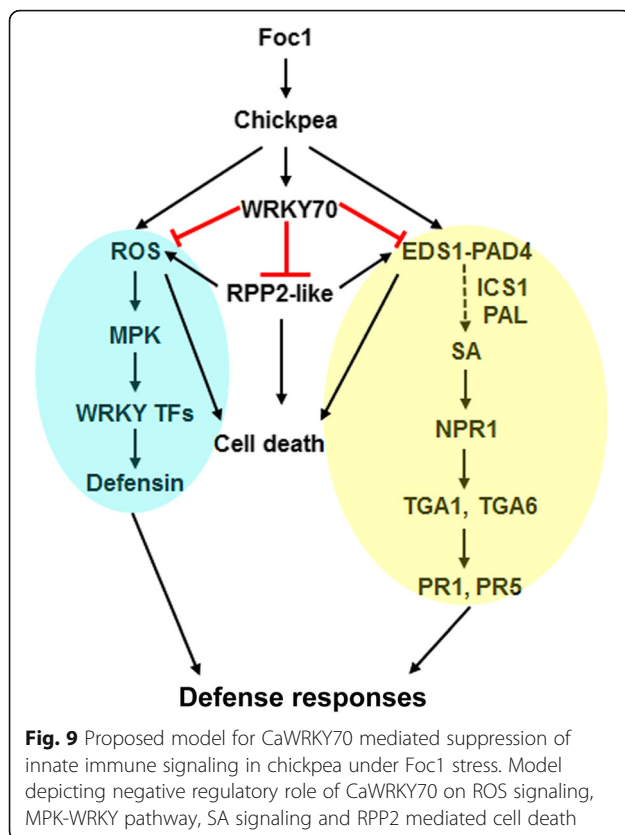 Foc1
Chickpea
WRKY70
ROS
EDS1-PAD4
RPP2-like
ICS1
PAL
MPK
SA
WRKY TFs
Cell death
NPR1
Defensin
TGA1, TGA6
PR1, PR5
Defense responses
Fig. 9 Proposed model for CaWRKY70 mediated suppression of
innate immune signaling in chickpea under Foc1 stress. Model
depicting negative regulatory role of CaWRKY70 on ROS signaling,
MPK-WRKY pathway, SA signaling and RPP2 mediated cell death